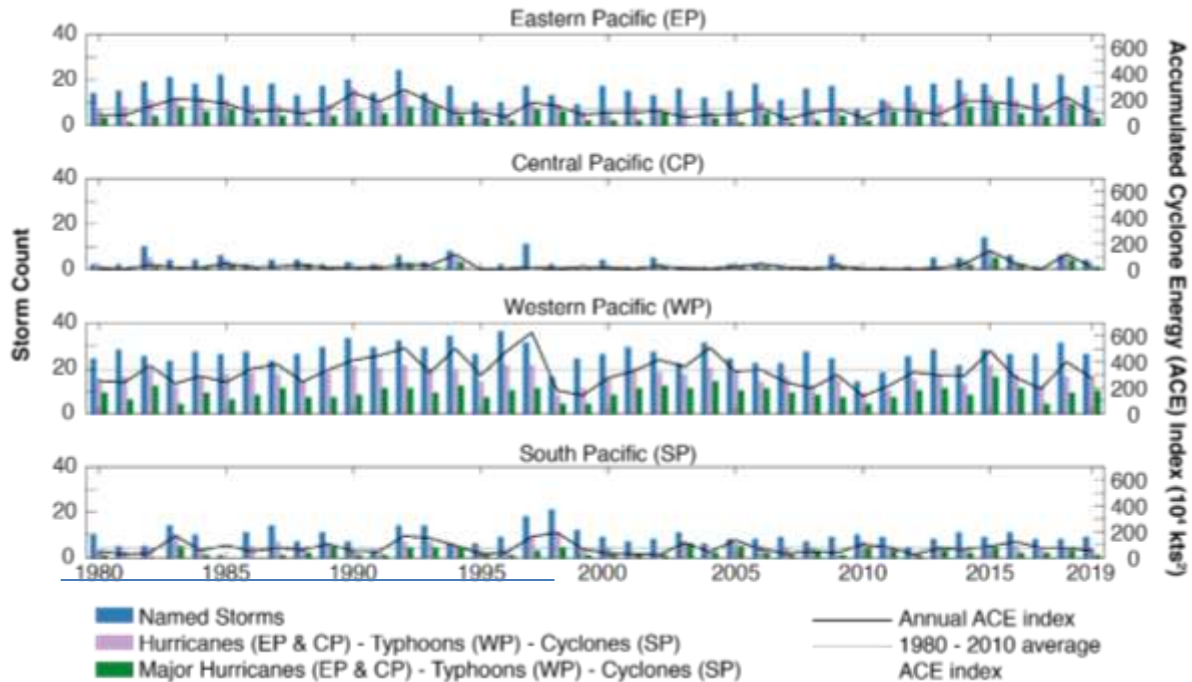 Eastern Pacific (EP)
40
20
0
600
400
200
0
Central Pacific (CP)
40
20
0
600
400
200
0
Western Pacific (WP)
40
20
0
600
400
200
0
South Pacific (SP)
40
20
0
600
400
200
0
1980 1985 1990 1995 2000 2005 2010 2015 2019
Storm Count
Accumulated Cyclone Energy (ACE) Index (10⁴ kts²)
Named Storms
Hurricanes (EP & CP) - Typhoons (WP) - Cyclones (SP)
Major Hurricanes (EP & CP) - Typhoons (WP) - Cyclones (SP)
Annual ACE index
1980 - 2010 average
ACE index